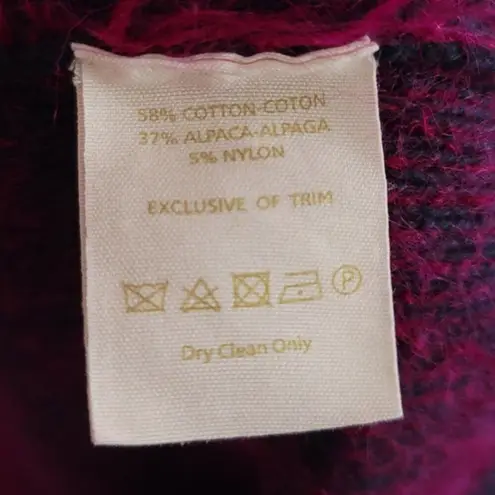 58% COTTON-COTON
37% ALPACA-ALPAGA
5% NYLON
EXCLUSIVE OF TRIM
P
Dry Clean Only